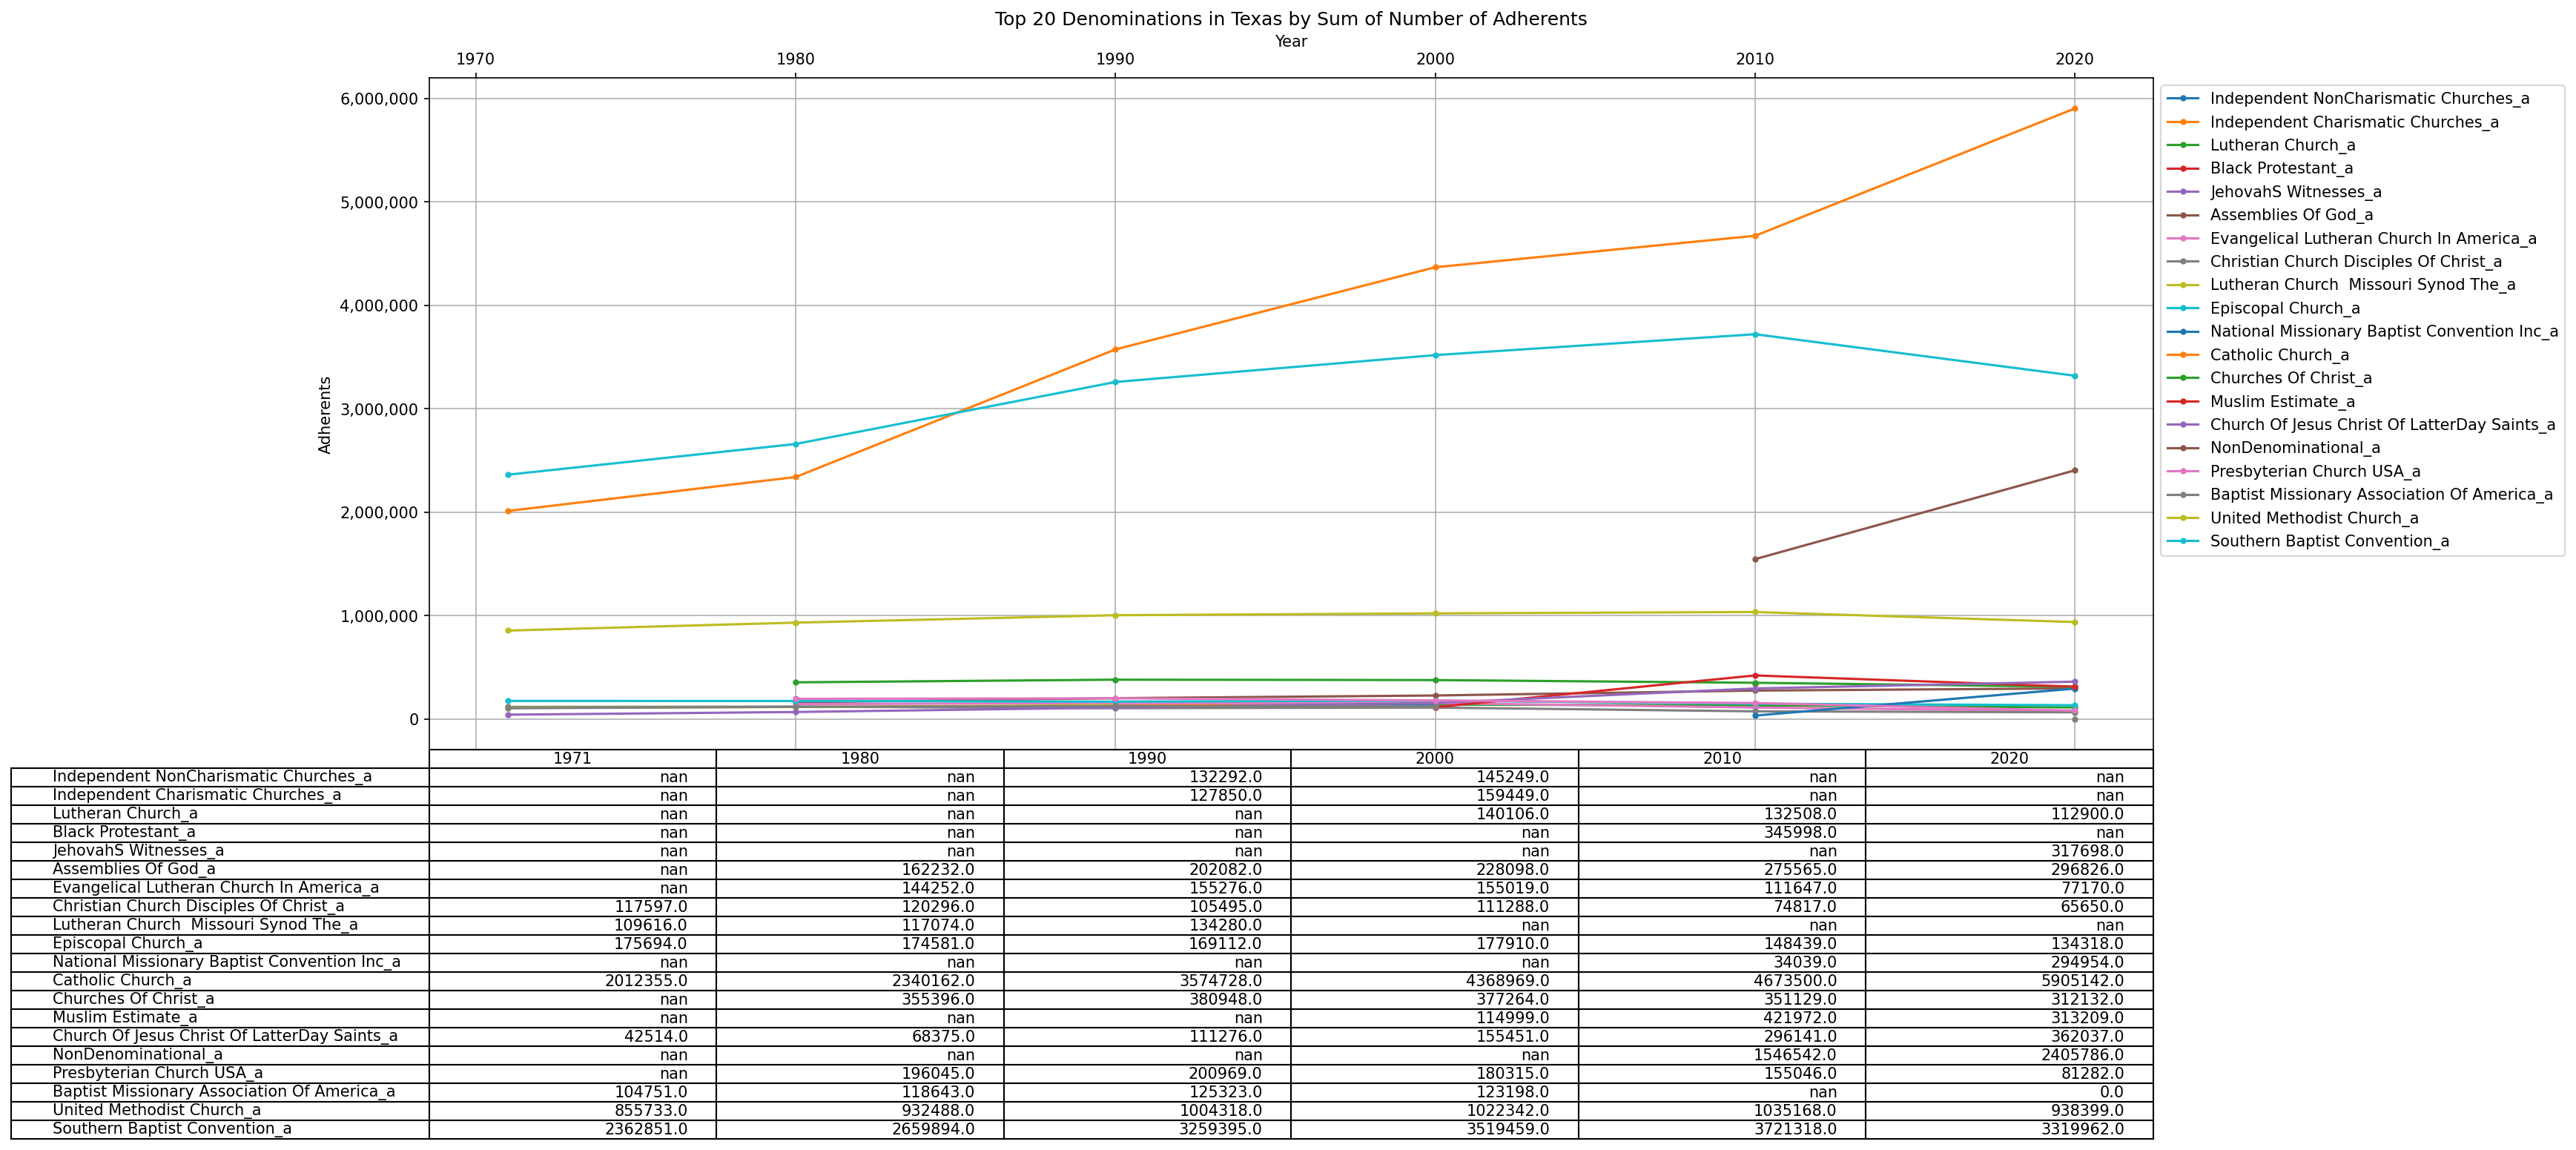 Top 20 Denominations in Texas by Sum of Number of Adherents
Year
1970 1980 1990 2000 2010 2020
6,000,000
5,000,000
4,000,000
3,000,000
2,000,000
1,000,000
0
Adherents
Independent NonCharismatic Churches_a
Independent Charismatic Churches_a
Lutheran Church_a
Black Protestant_a
JehovahS Witnesses_a
Assemblies Of God_a
Evangelical Lutheran Church In America_a
Christian Church Disciples Of Christ_a
Lutheran Church  Missouri Synod The_a
Episcopal Church_a
National Missionary Baptist Convention Inc_a
Catholic Church_a
Churches Of Christ_a
Muslim Estimate_a
Church Of Jesus Christ Of LatterDay Saints_a
NonDenominational_a
Presbyterian Church USA_a
Baptist Missionary Association Of America_a
United Methodist Church_a
Southern Baptist Convention_a
1971 1980 1990 2000 2010 2020
Independent NonCharismatic Churches_a nan nan 132292.0 145249.0 nan nan
Independent Charismatic Churches_a nan nan 127850.0 159449.0 nan nan
Lutheran Church_a nan nan nan 140106.0 132508.0 112900.0
Black Protestant_a nan nan nan nan 345998.0 nan
JehovahS Witnesses_a nan nan nan nan nan 317698.0
Assemblies Of God_a nan 162232.0 202082.0 228098.0 275565.0 296826.0
Evangelical Lutheran Church In America_a nan 144252.0 155276.0 155019.0 111647.0 77170.0
Christian Church Disciples Of Christ_a 117597.0 120296.0 105495.0 111288.0 74817.0 65650.0
Lutheran Church  Missouri Synod The_a 109616.0 117074.0 134280.0 nan nan nan
Episcopal Church_a 175694.0 174581.0 169112.0 177910.0 148439.0 134318.0
National Missionary Baptist Convention Inc_a nan nan nan nan 34039.0 294954.0
Catholic Church_a 2012355.0 2340162.0 3574728.0 4368969.0 4673500.0 5905142.0
Churches Of Christ_a nan 355396.0 380948.0 377264.0 351129.0 312132.0
Muslim Estimate_a nan nan nan 114999.0 421972.0 313209.0
Church Of Jesus Christ Of LatterDay Saints_a 42514.0 68375.0 111276.0 155451.0 296141.0 362037.0
NonDenominational_a nan nan nan nan 1546542.0 2405786.0
Presbyterian Church USA_a nan 196045.0 200969.0 180315.0 155046.0 81282.0
Baptist Missionary Association Of America_a 104751.0 118643.0 125323.0 123198.0 nan 0.0
United Methodist Church_a 855733.0 932488.0 1004318.0 1022342.0 1035168.0 938399.0
Southern Baptist Convention_a 2362851.0 2659894.0 3259395.0 3519459.0 3721318.0 3319962.0